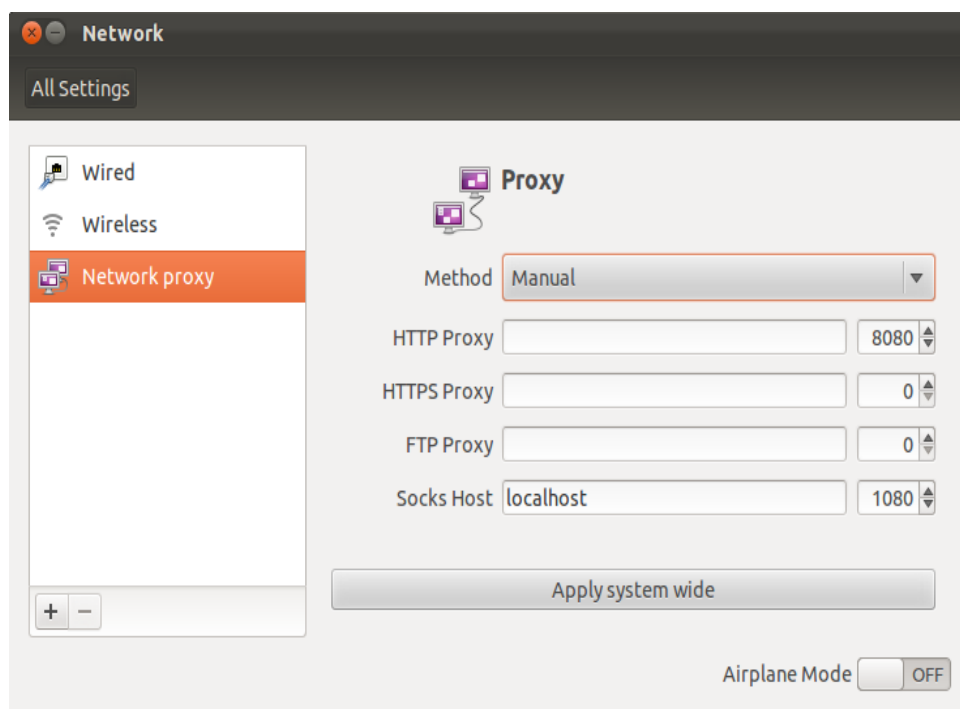 Network
All Settings
Wired
Wireless
Network proxy
Proxy
Method Manual
HTTP Proxy 8080
HTTPS Proxy 0
FTP Proxy 0
Socks Host localhost 1080
Apply system wide
+ −
Airplane Mode OFF